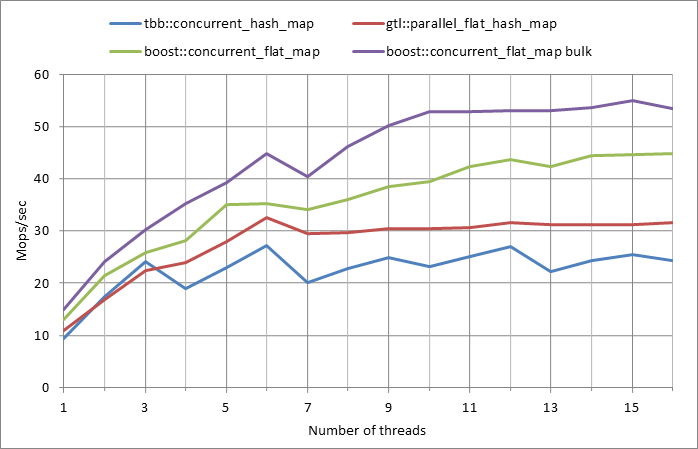 tbb::concurrent_hash_map gtl::parallel_flat_hash_map
boost::concurrent_flat_map boost::concurrent_flat_map bulk
60
50
40
30
20
10
0
Mops/sec
1 3 5 7 9 11 13 15
Number of threads